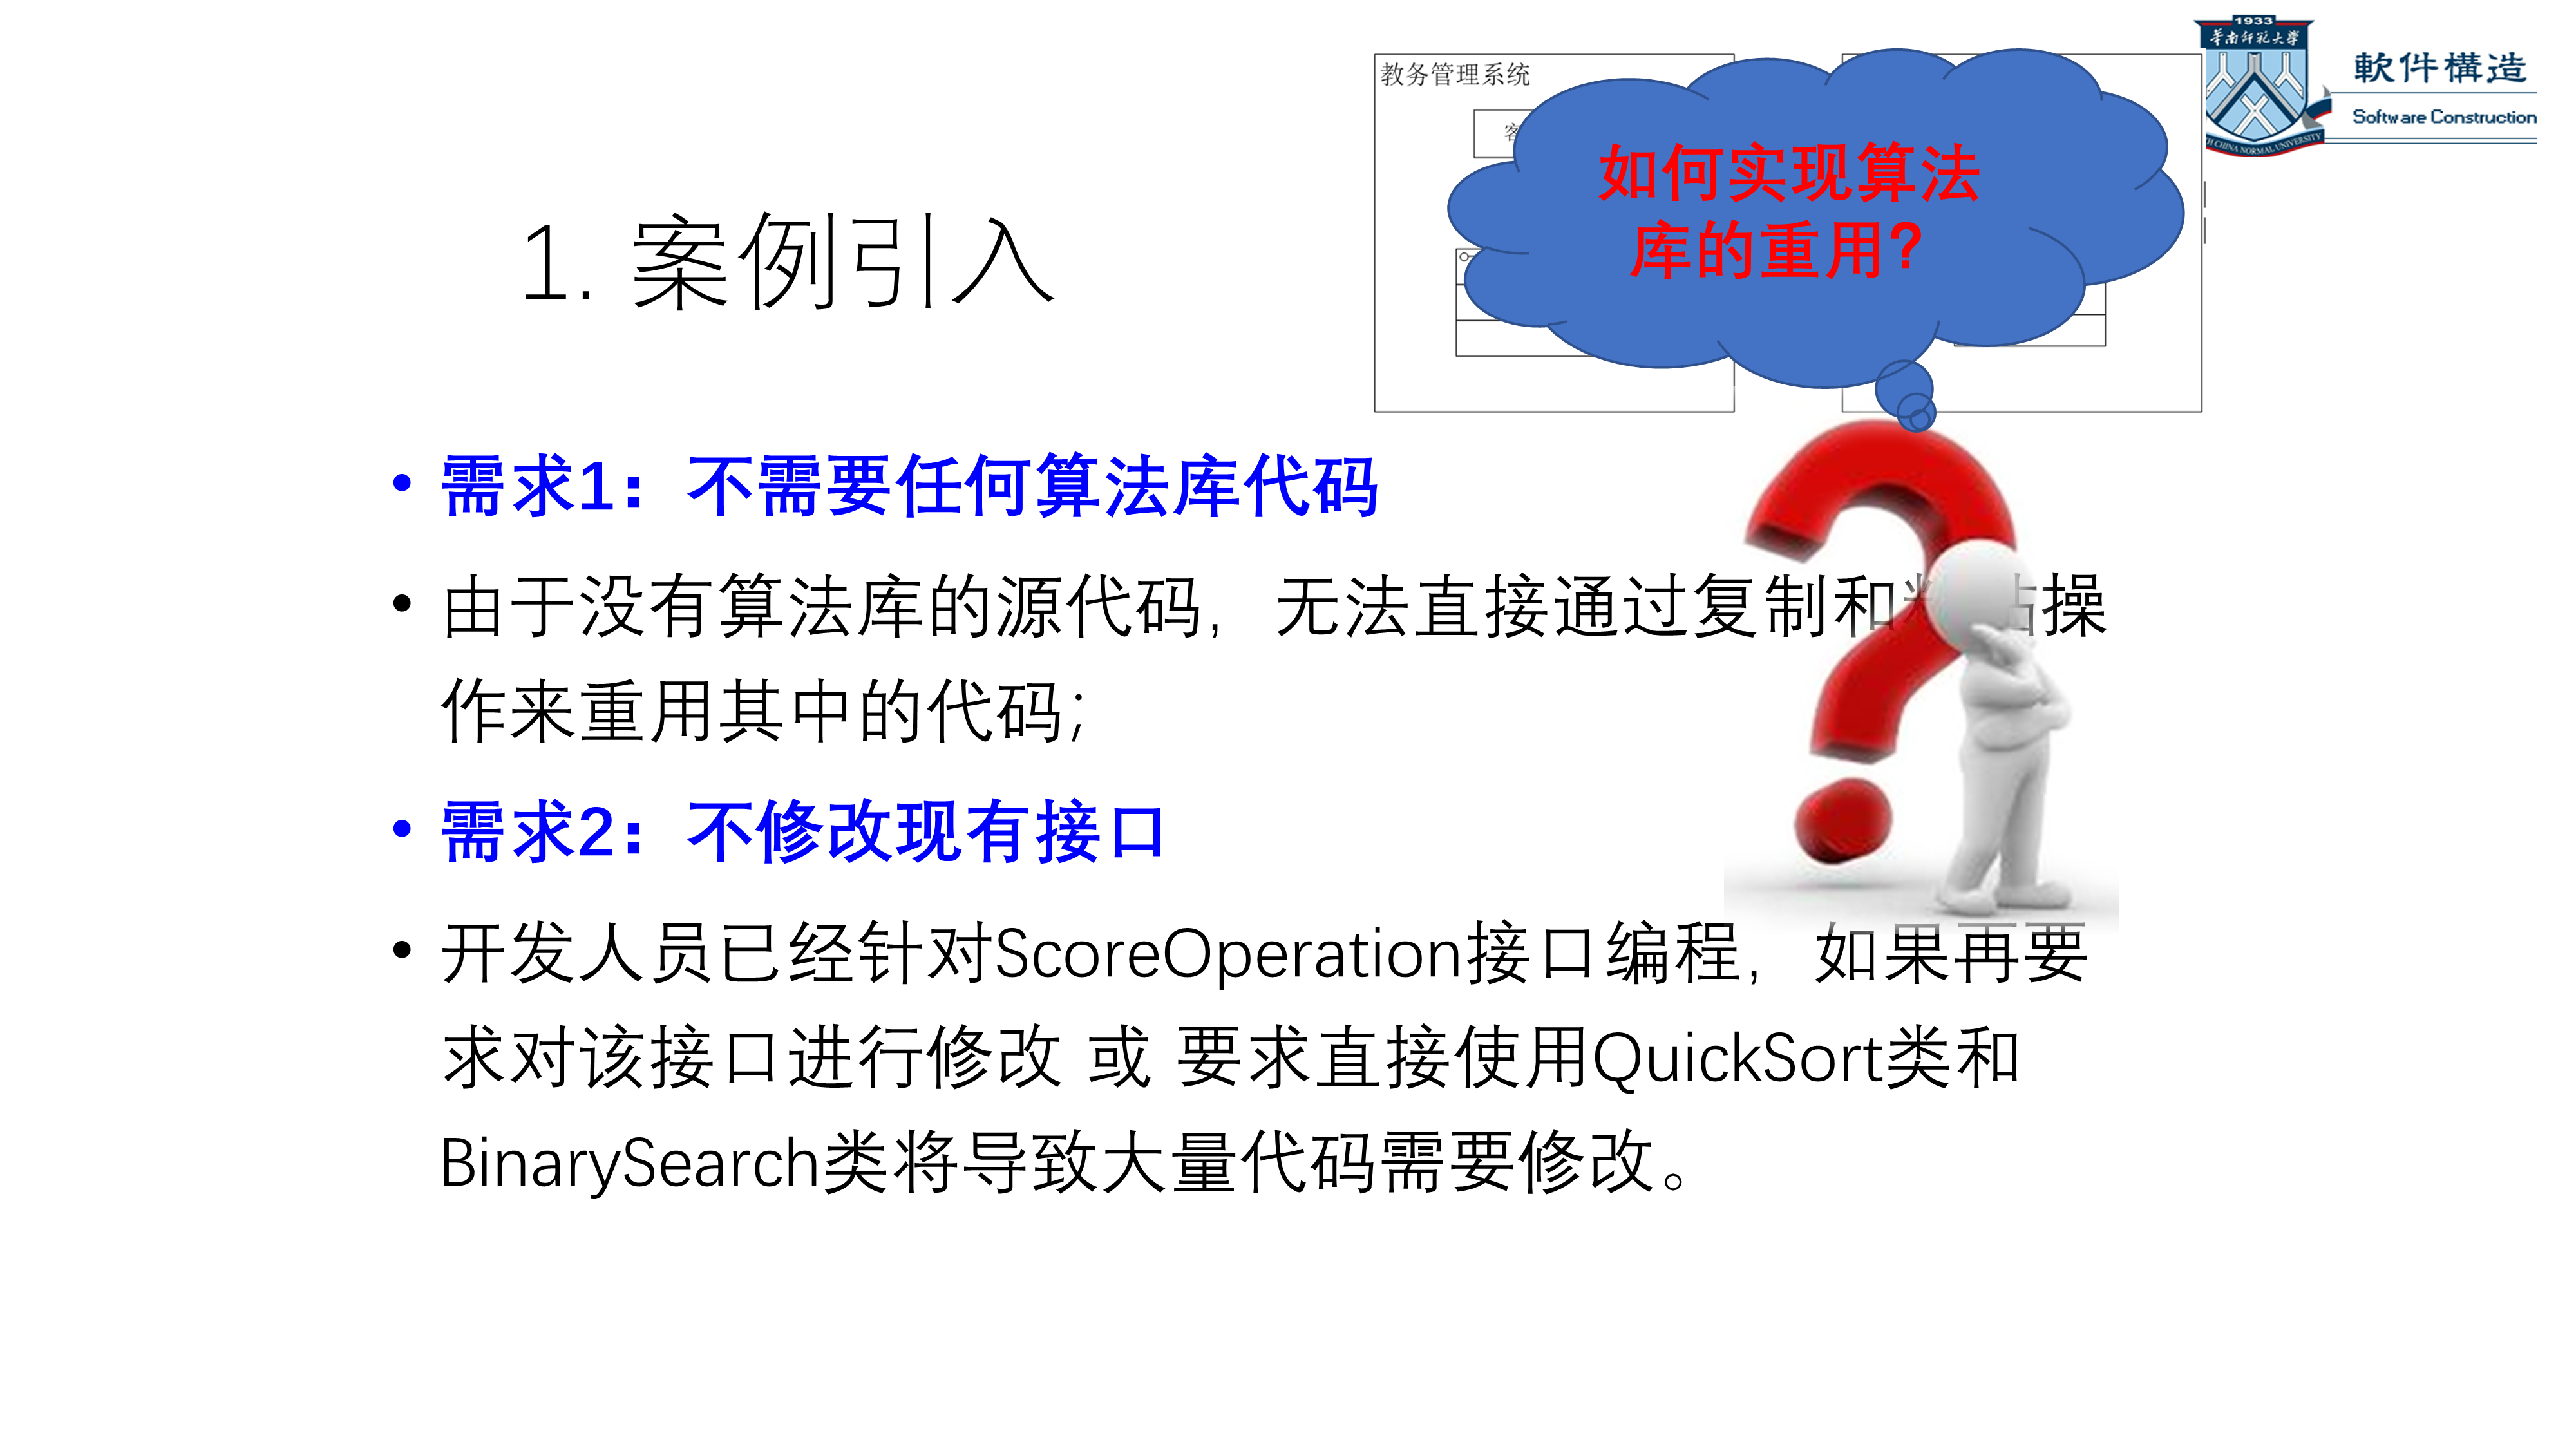 1933
華南師範大學
軟件構造
Software Construction
教务管理系统
客
如何实现算法
库的重用?
1. 案例引入
• 需求1：不需要任何算法库代码
• 由于没有算法库的源代码，无法直接通过复制和 操
作来重用其中的代码；
• 需求2：不修改现有接口
• 开发人员已经针对ScoreOperation接口编程，如果再要
求对该接口进行修改 或 要求直接使用QuickSort类和
BinarySearch类将导致大量代码需要修改。
CHINA NORMAL UNIVERSITY